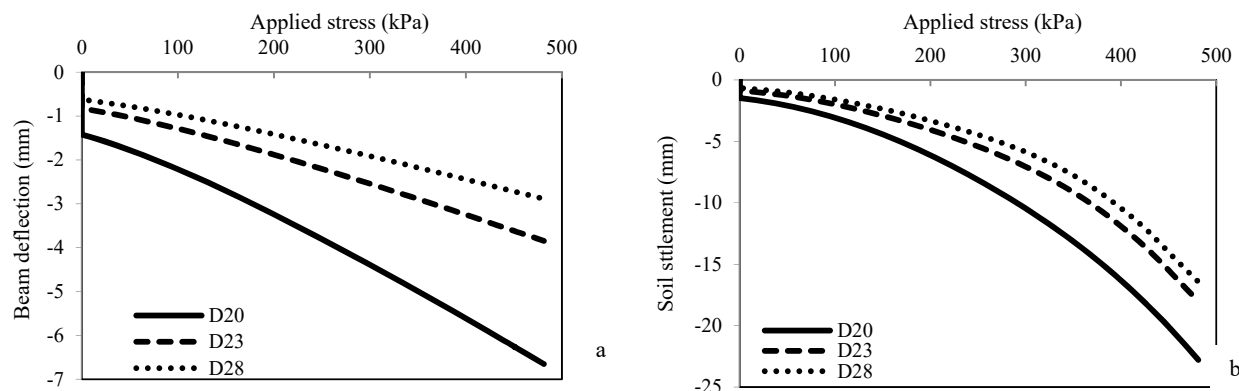 Applied stress (kPa)
0 100 200 300 400 500
0
-1
-2
-3
-4
-5
-6
-7
Beam deflection (mm)
D20
D23
D28
a
Applied stress (kPa)
0 100 200 300 400 500
0
-5
-10
-15
-20
-25
Soil sttlement (mm)
D20
D23
D28
b